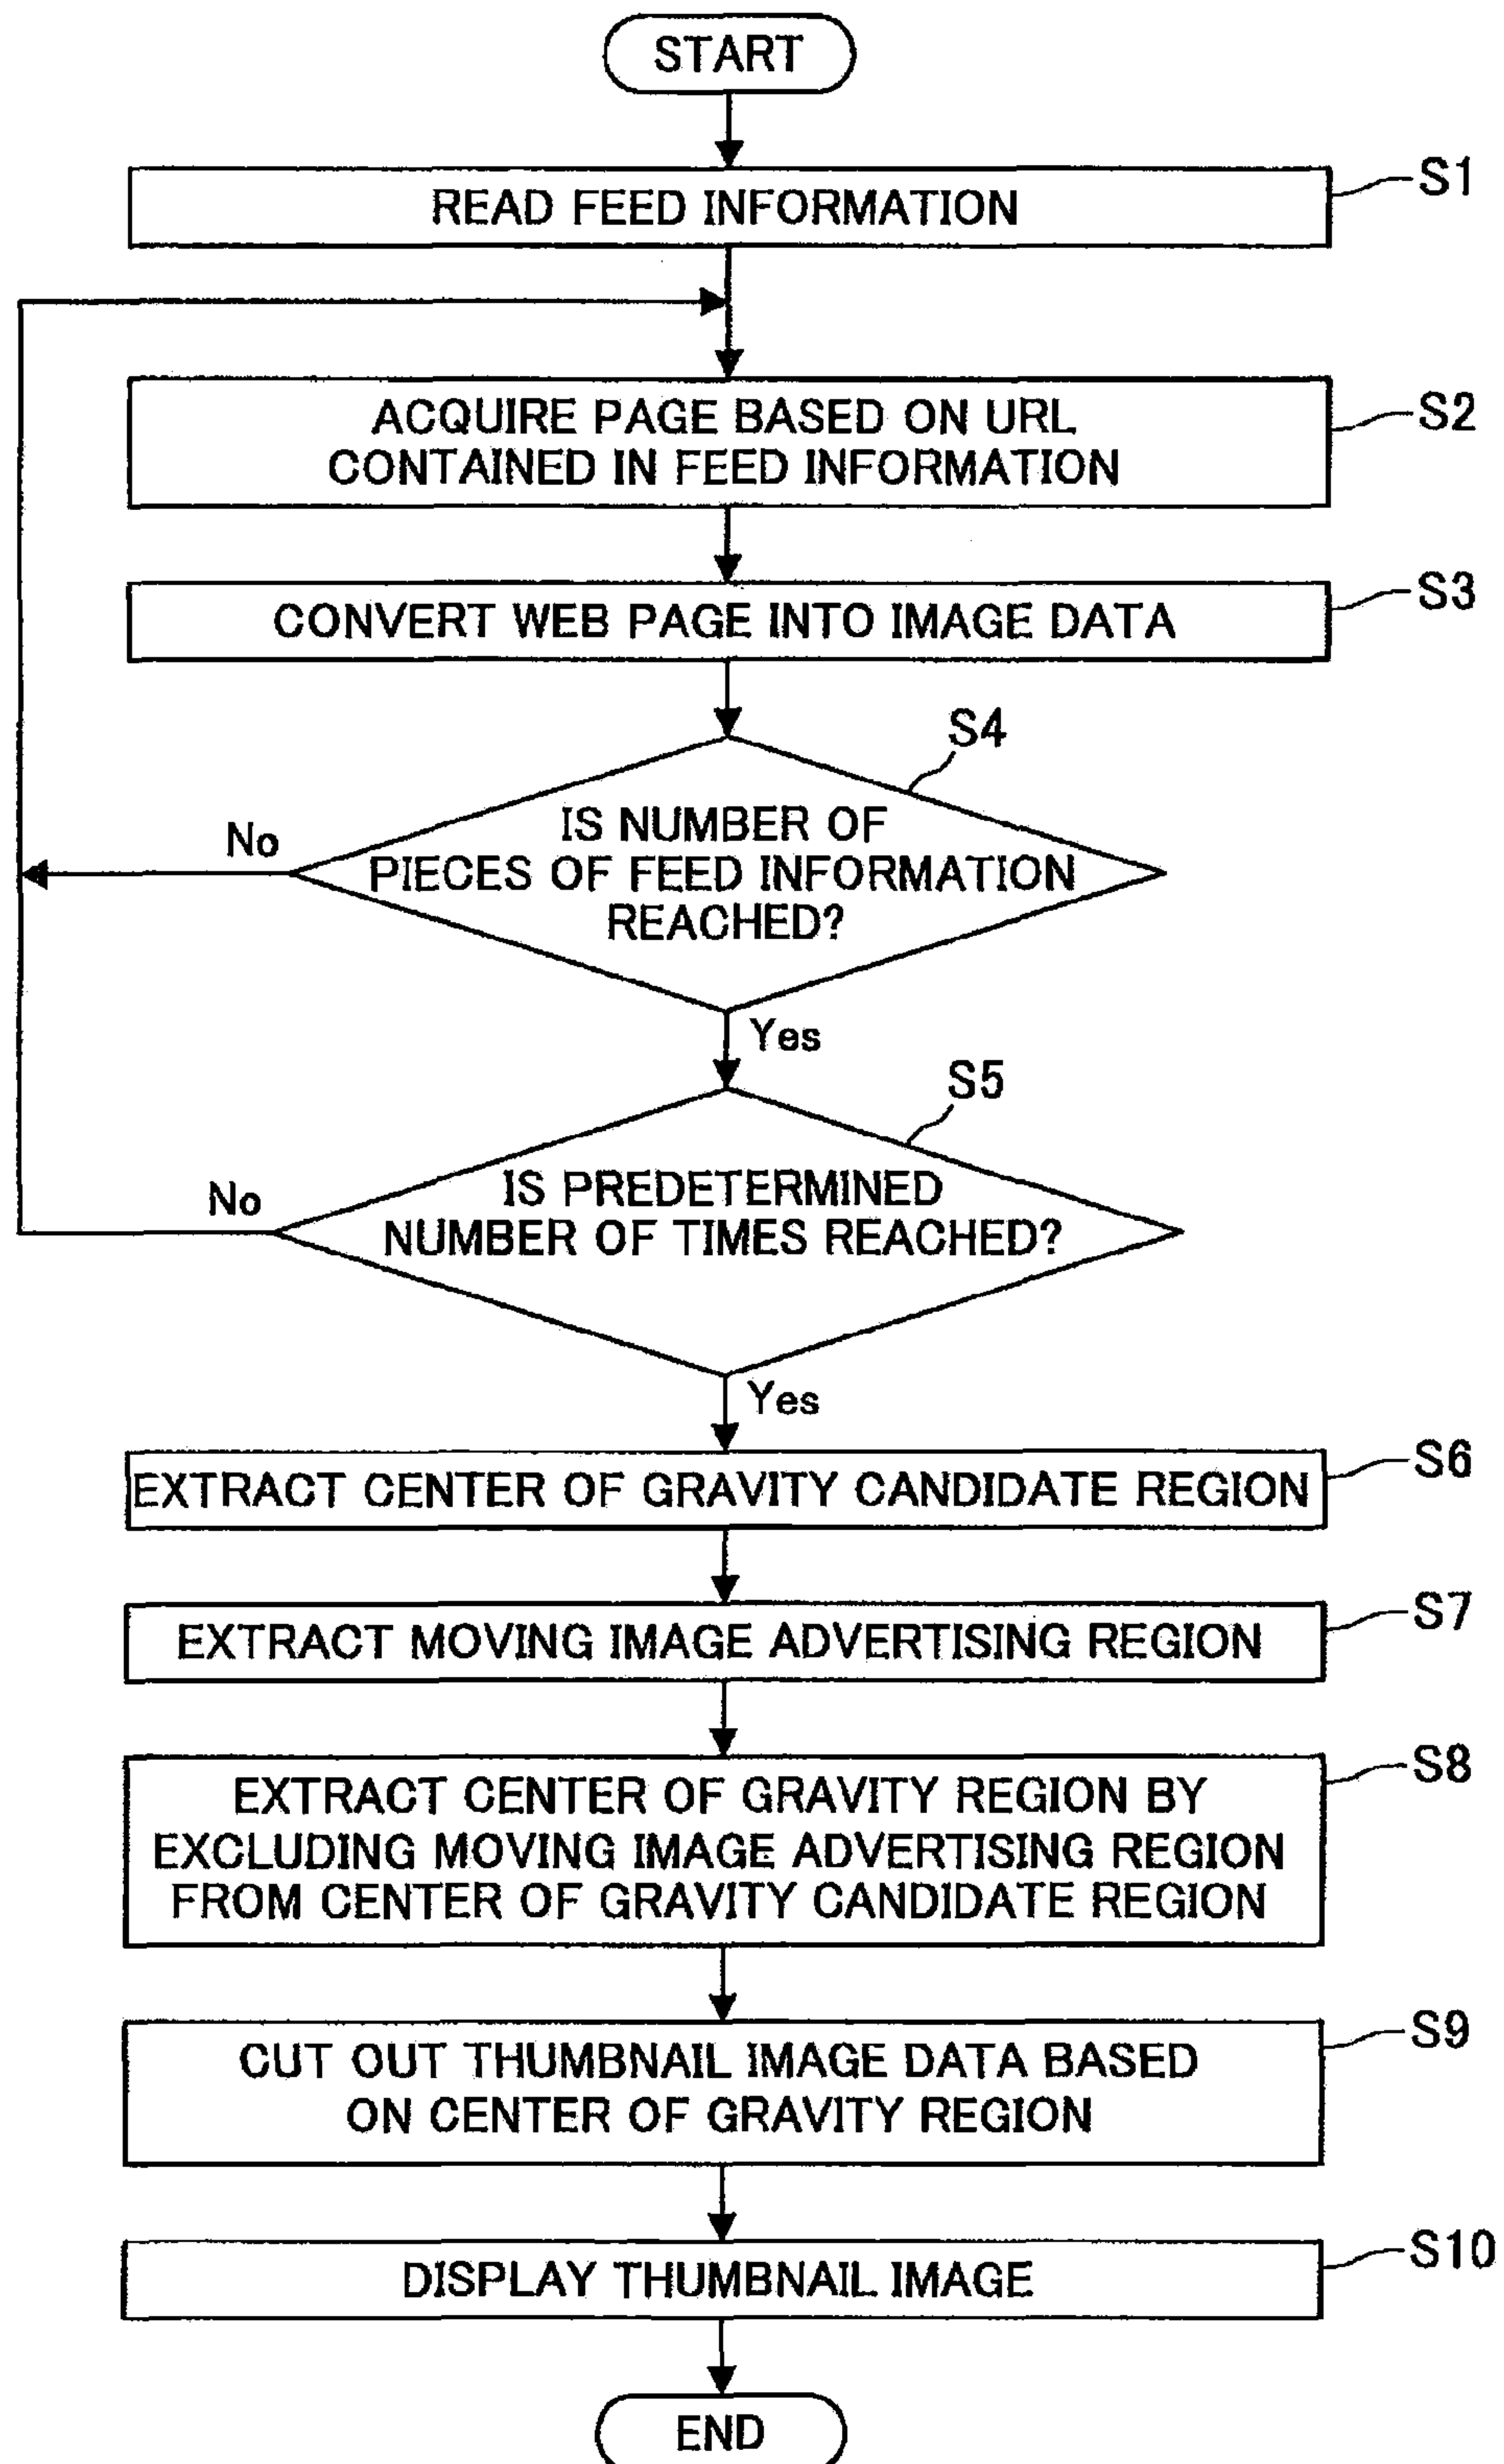 START
READ FEED INFORMATION
S1
ACQUIRE PAGE BASED ON URL
CONTAINED IN FEED INFORMATION
S2
CONVERT WEB PAGE INTO IMAGE DATA
S3
S4
IS NUMBER OF
PIECES OF FEED INFORMATION
REACHED?
No
Yes
S5
IS PREDETERMINED
NUMBER OF TIMES REACHED?
No
Yes
EXTRACT CENTER OF GRAVITY CANDIDATE REGION
S6
EXTRACT MOVING IMAGE ADVERTISING REGION
S7
EXTRACT CENTER OF GRAVITY REGION BY
EXCLUDING MOVING IMAGE ADVERTISING REGION
FROM CENTER OF GRAVITY CANDIDATE REGION
S8
CUT OUT THUMBNAIL IMAGE DATA BASED
ON CENTER OF GRAVITY REGION
S9
DISPLAY THUMBNAIL IMAGE
S10
END